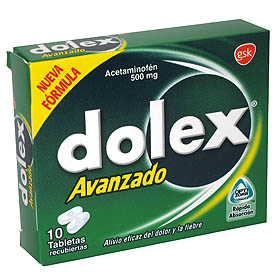 NUEVA
FÓRMULA
Acetaminofén
500 mg
gsk
dolex®
Avanzado
10
Tabletas
recubiertas
Rápida
Absorción
Alivio eficaz del dolor y la fiebre